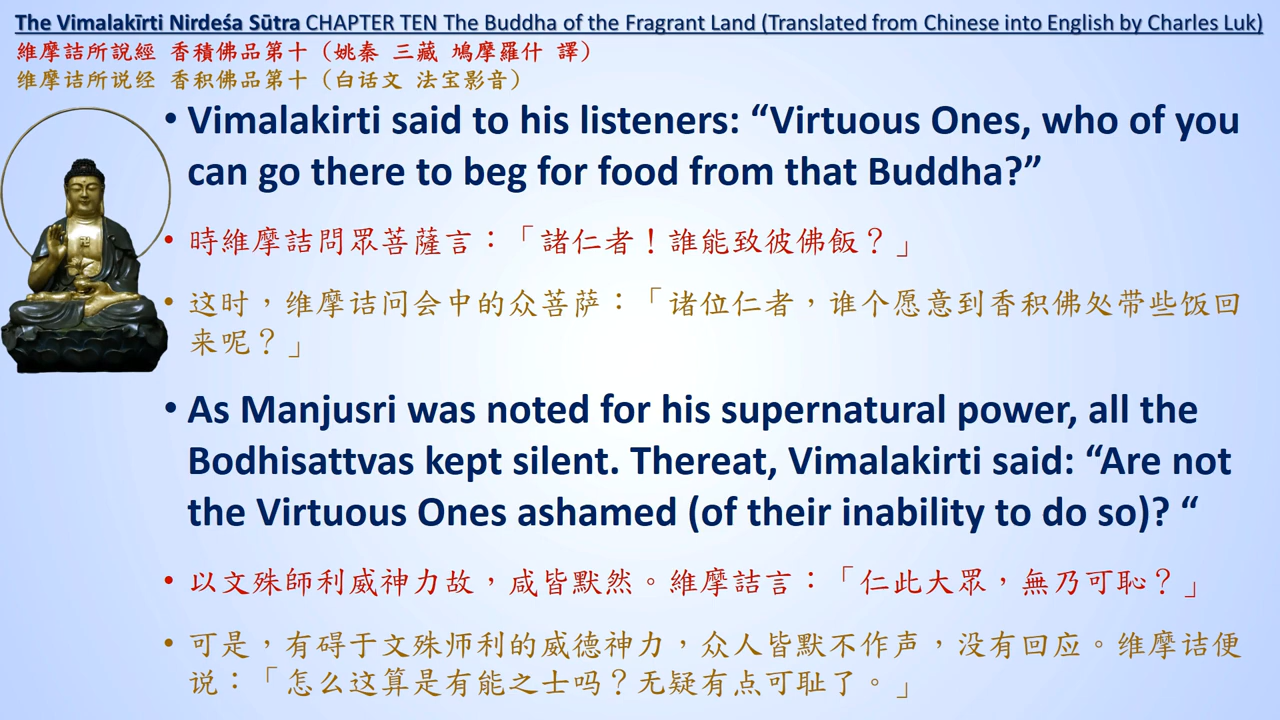 The Vimalakīrti Nirdeśa Sūtra CHAPTER TEN The Buddha of the Fragrant Land (Translated from Chinese into English by Charles Luk)
維摩詰所說經 香積佛品第十（姚秦 三藏 鳩摩羅什 譯）
维摩诘所说经 香积佛品第十（白话文 法宝影音）
• Vimalakirti said to his listeners: “Virtuous Ones, who of you
can go there to beg for food from that Buddha?”
• 時維摩詰問眾菩薩言：「諸仁者！誰能致彼佛飯？」
• 这时，维摩诘问会中的众菩萨：「诸位仁者，谁个愿意到香积佛处带些饭回
来呢？」
• As Manjusri was noted for his supernatural power, all the
Bodhisattvas kept silent. Thereat, Vimalakirti said: “Are not
the Virtuous Ones ashamed (of their inability to do so)? “
• 以文殊師利威神力故，咸皆默然。維摩詰言：「仁此大眾，無乃可恥？」
• 可是，有碍于文殊师利的威德神力，众人皆默不作声，没有回应。维摩诘便
说：「怎么这算是有能之士吗？无疑有点可耻了。」